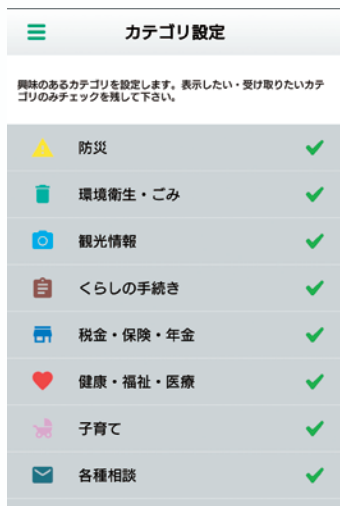 カテゴリ設定
興味のあるカテゴリを設定します。表示したい・受け取りたいカテ
ゴリのみチェックを残して下さい。
防災
環境衛生・ごみ
観光情報
くらしの手続き
税金・保険・年金
健康・福祉・医療
子育て
各種相談